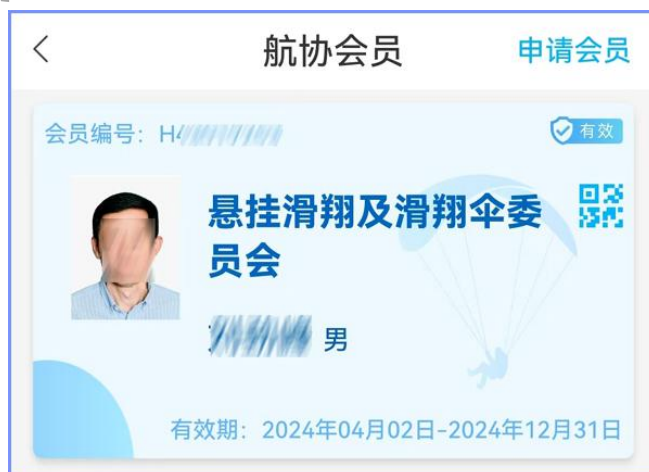 航协会员 申请会员
会员编号: H4
有效
悬挂滑翔及滑翔伞委
员会
男
有效期: 2024年04月02日-2024年12月31日